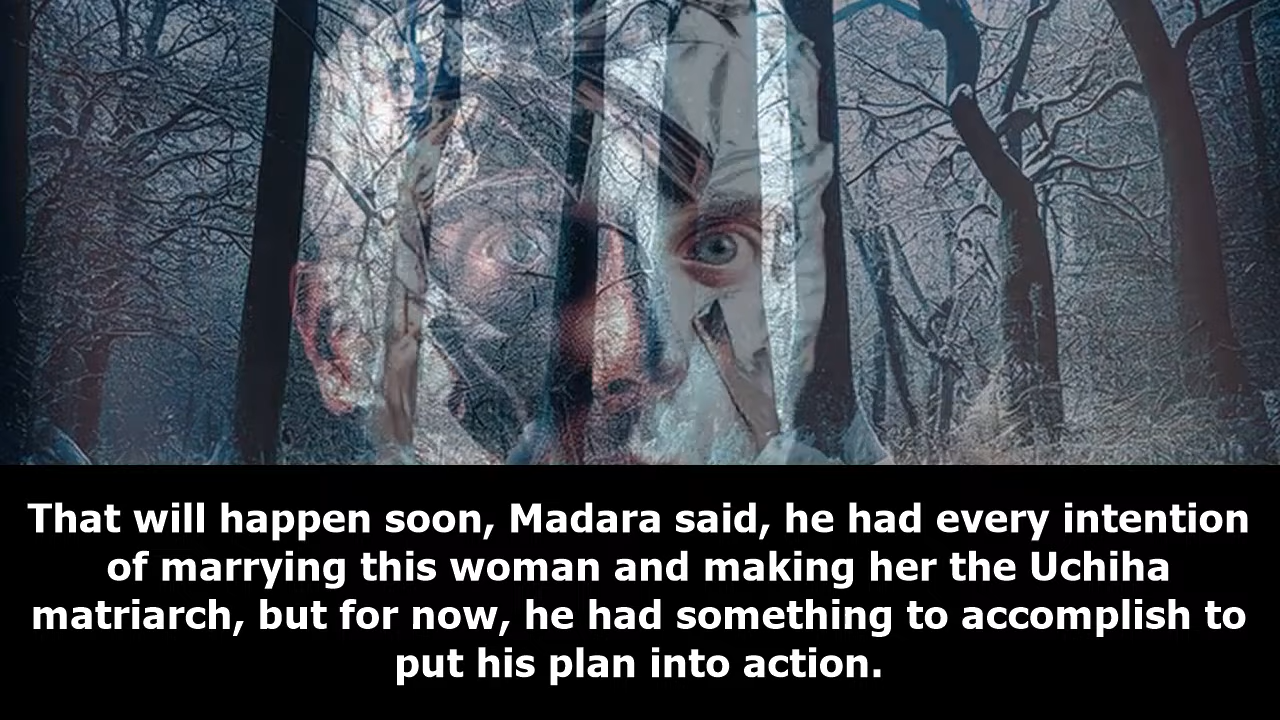 That will happen soon, Madara said, he had every intention
of marrying this woman and making her the Uchiha
matriarch, but for now, he had something to accomplish to
put his plan into action.